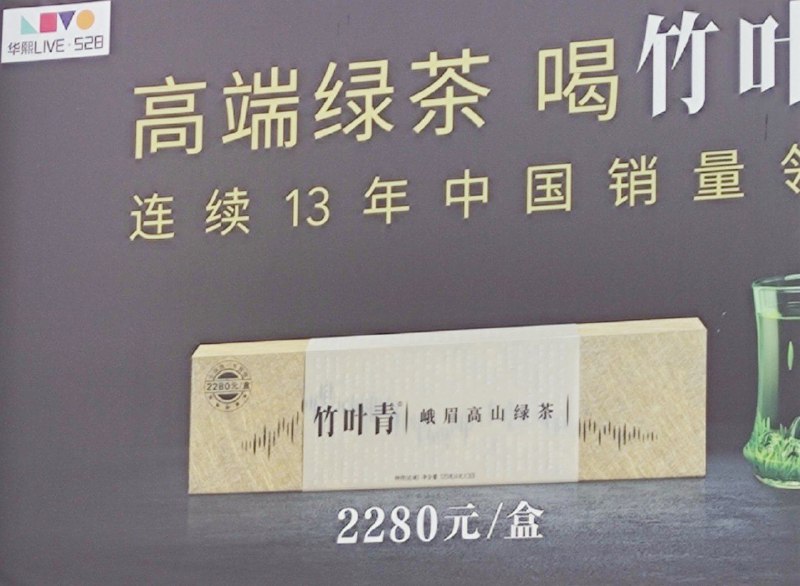 华熙LIVE·528
高端绿茶 喝竹叶
连续13年中国销量
2280元/盒
竹叶青® 峨眉高山绿茶
2280元/盒